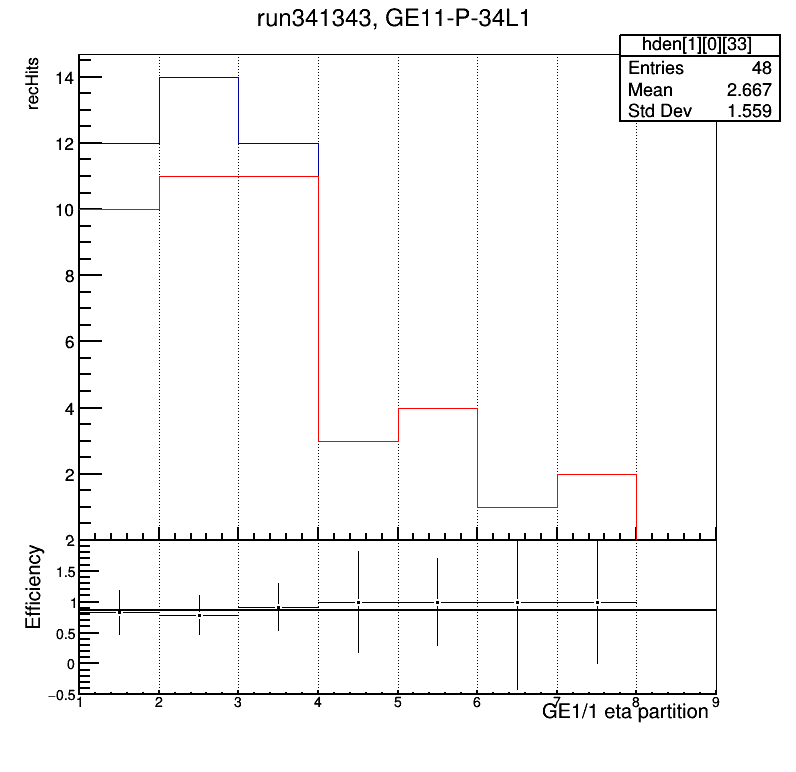 run341343, GE11-P-34L1
hden[1][0][33]
Entries 48
Mean 2.667
Std Dev 1.559
recHits
14
12
10
8
6
4
2
Efficiency
2
1.5
1
0.5
0
−0.5
1 2 3 4 5 6 7 8 9
GE1/1 eta partition